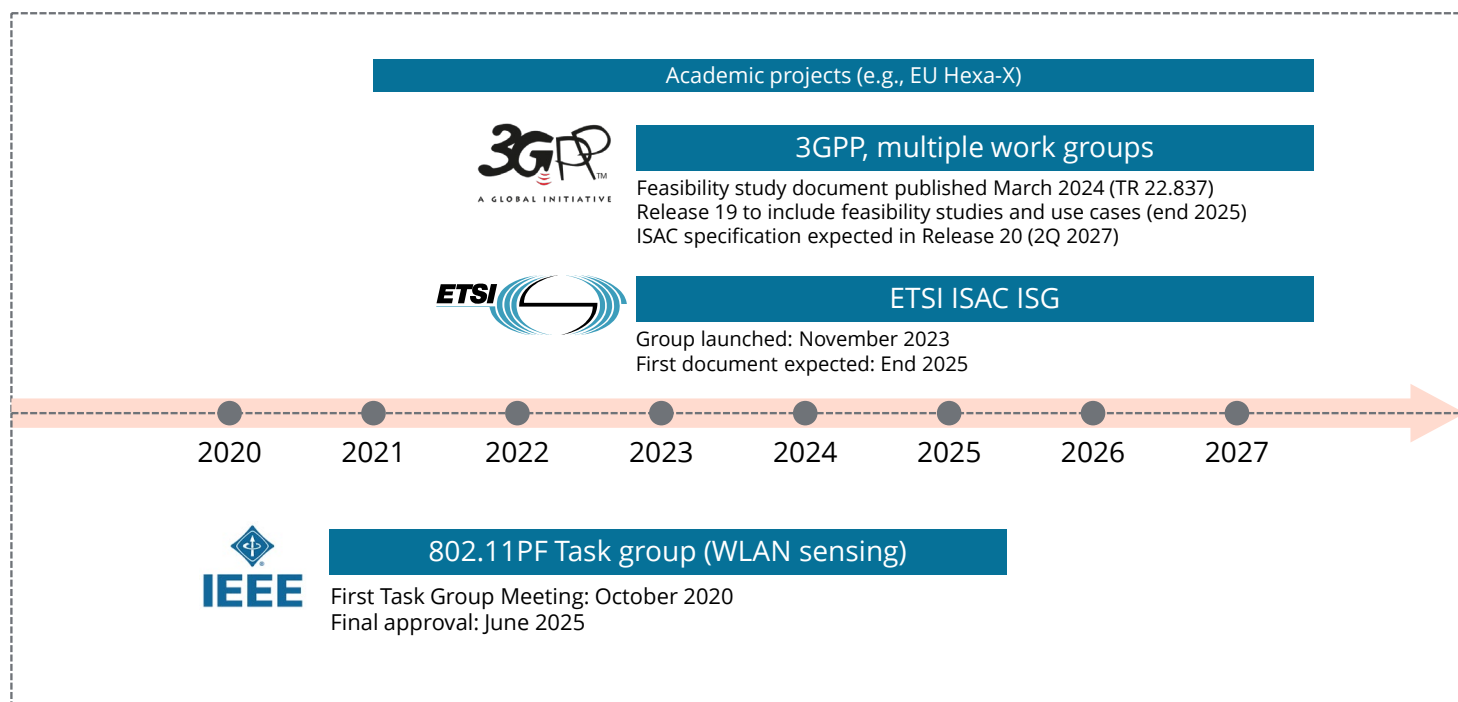 Academic projects (e.g., EU Hexa-X)
3GPP TM
A GLOBAL INITIATIVE
3GPP, multiple work groups
Feasibility study document published March 2024 (TR 22.837)
Release 19 to include feasibility studies and use cases (end 2025)
ISAC specification expected in Release 20 (2Q 2027)
ETSI
ETSI ISAC ISG
Group launched: November 2023
First document expected: End 2025
2020 2021 2022 2023 2024 2025 2026 2027
IEEE
802.11PF Task group (WLAN sensing)
First Task Group Meeting: October 2020
Final approval: June 2025